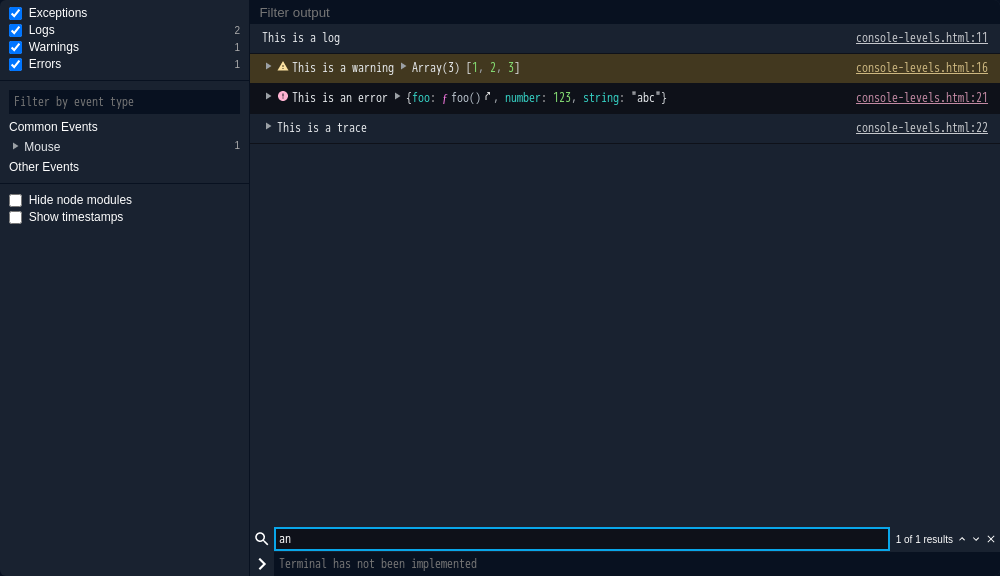 Exceptions
Logs 2
Warnings 1
Errors 1
Filter by event type
Common Events
Mouse 1
Other Events
Hide node modules
Show timestamps
Filter output
This is a log console-levels.html:11
This is a warning Array(3) [1, 2, 3] console-levels.html:16
This is an error {foo: ƒ foo(), number: 123, string: "abc"} console-levels.html:21
This is a trace console-levels.html:22
an 1 of 1 results
Terminal has not been implemented